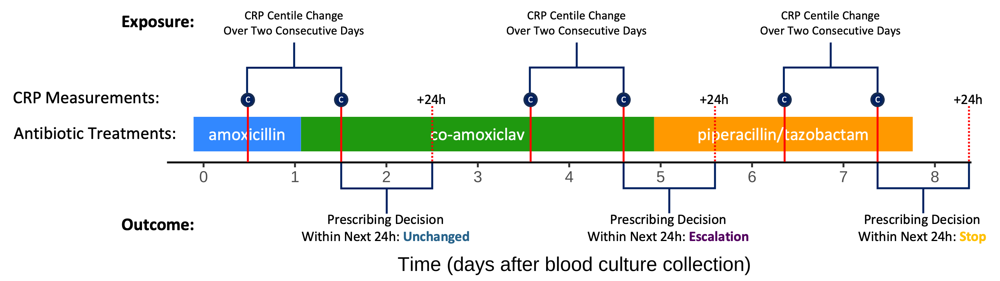 Exposure:
CRP Centile Change
Over Two Consecutive Days
CRP Centile Change
Over Two Consecutive Days
CRP Centile Change
Over Two Consecutive Days
CRP Measurements:
C
C
+24h
C
C
+24h
C
C
+24h
Antibiotic Treatments:
amoxicillin
co-amoxiclav
piperacillin/tazobactam
0 1 2 3 4 5 6 7 8
Outcome:
Prescribing Decision
Within Next 24h: Unchanged
Prescribing Decision
Within Next 24h: Escalation
Prescribing Decision
Within Next 24h: Stop
Time (days after blood culture collection)